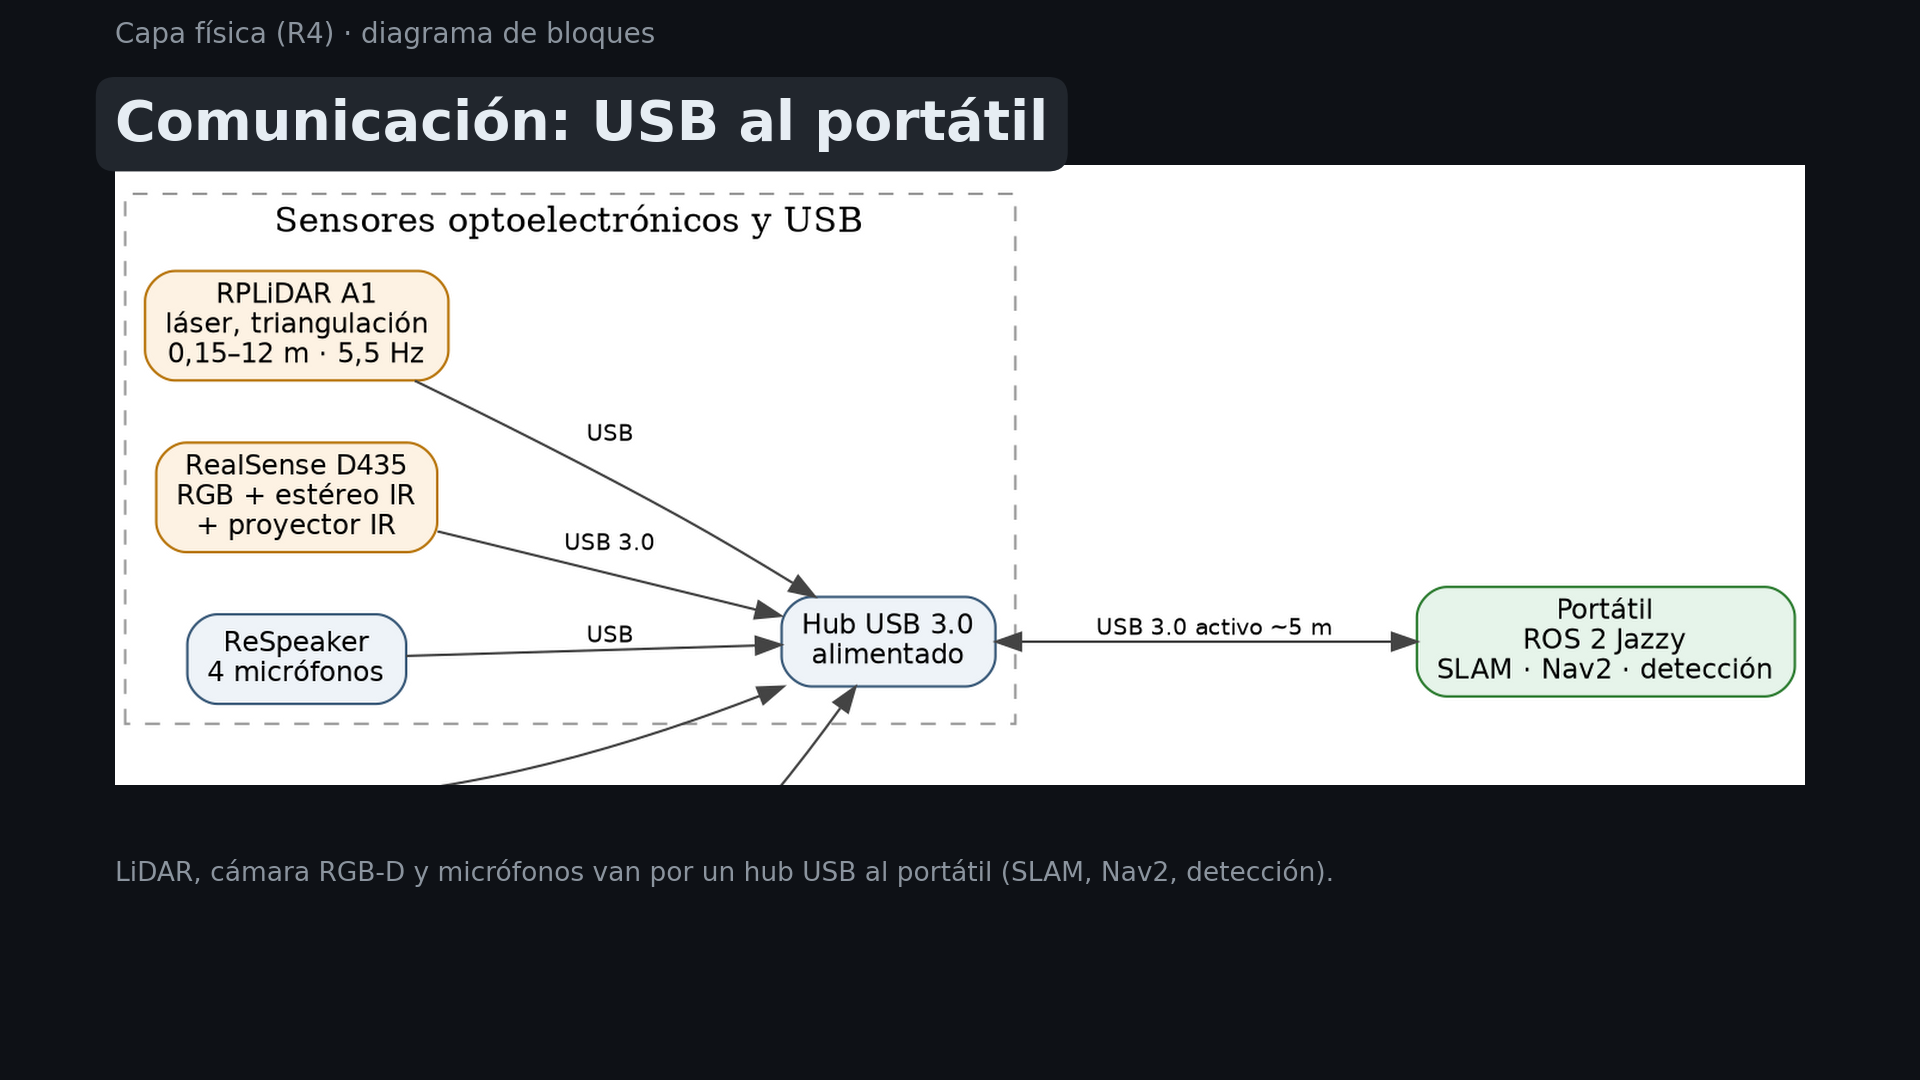 Capa física (R4) · diagrama de bloques
Comunicación: USB al portátil
Sensores optoelectrónicos y USB
RPLiDAR A1
láser, triangulación
0,15–12 m · 5,5 Hz
USB
RealSense D435
RGB + estéreo IR
+ proyector IR
USB 3.0
ReSpeaker
4 micrófonos
USB
Hub USB 3.0
alimentado
USB 3.0 activo ~5 m
Portátil
ROS 2 Jazzy
SLAM · Nav2 · detección
LiDAR, cámara RGB-D y micrófonos van por un hub USB al portátil (SLAM, Nav2, detección).